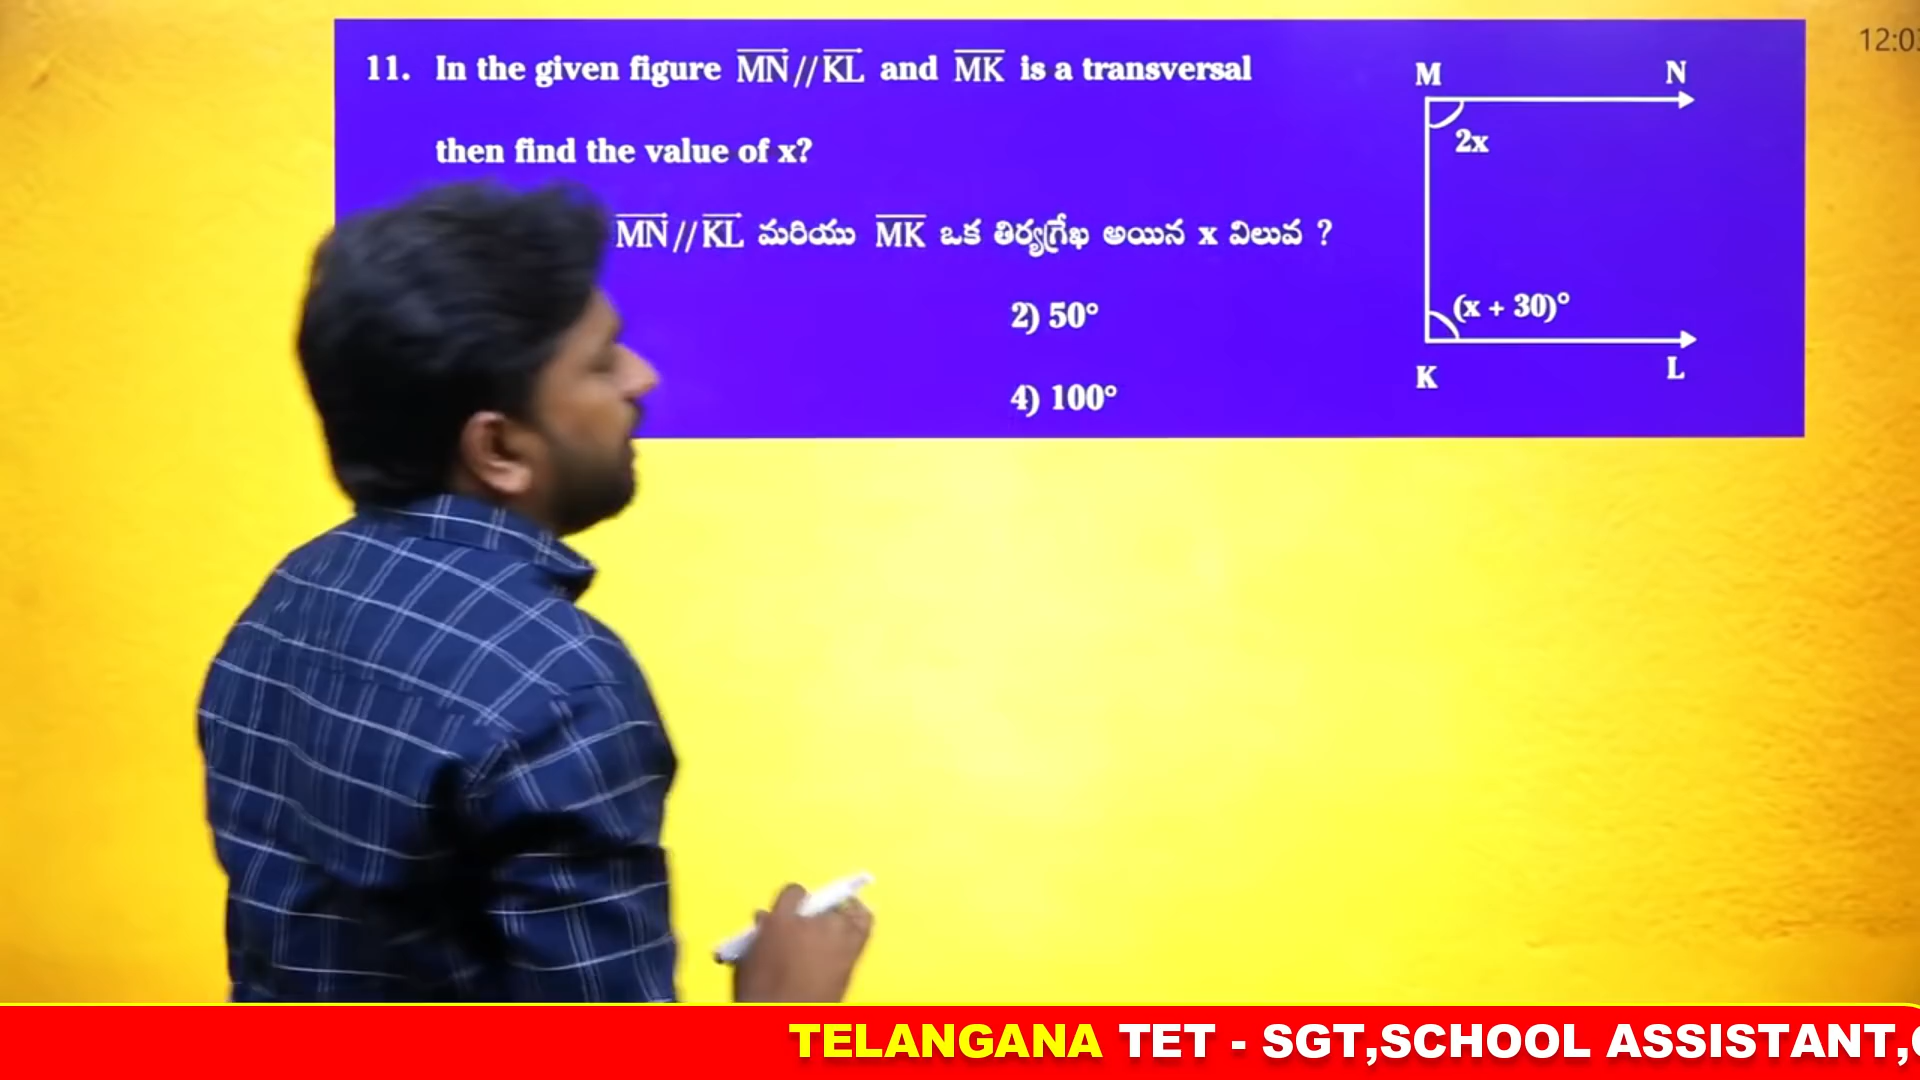 12:03
11. In the given figure MN // KL and MK is a transversal
then find the value of x?
MN // KL మరియు MK ఒక తిర్యగ్రేఖ అయిన x విలువ ?
2) 50°
4) 100°
M N
2x
(x + 30)°
K L
TELANGANA TET - SGT,SCHOOL ASSISTANT,